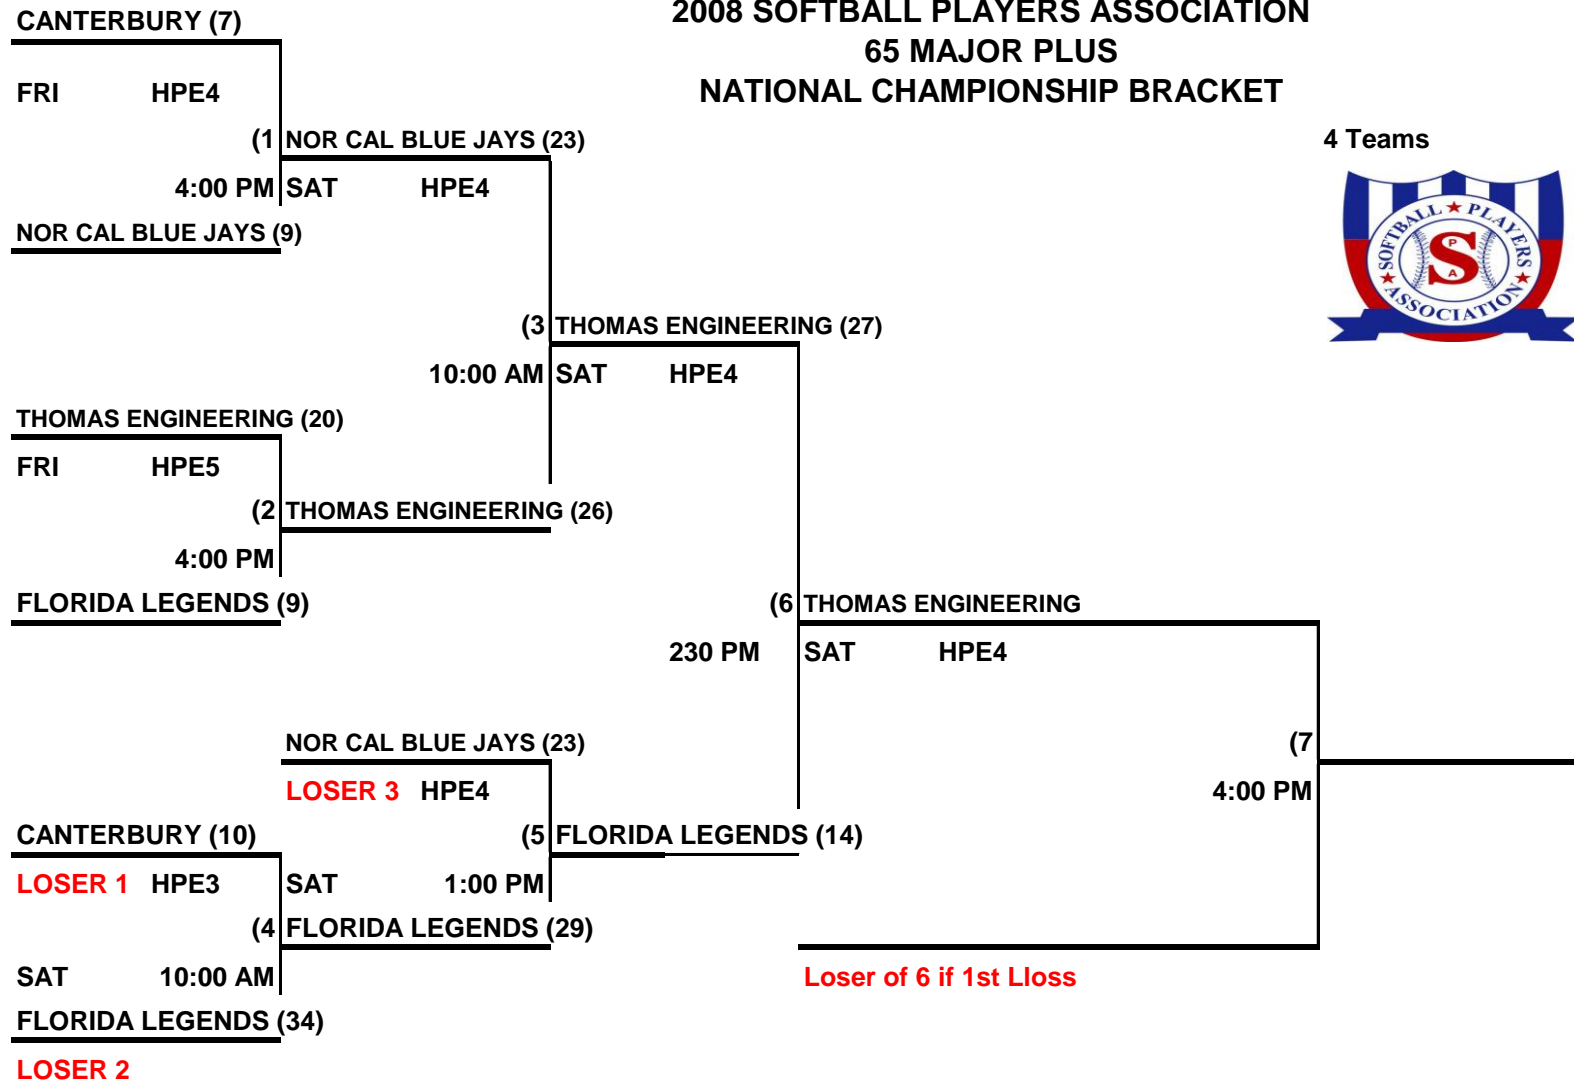 2008 SOFTBALL PLAYERS ASSOCIATION
65 MAJOR PLUS
NATIONAL CHAMPIONSHIP BRACKET
4 Teams
SOFTBALL ★ PLAYERS ★ ASSOCIATION ★
P
S
A
CANTERBURY (7)
FRI HPE4
(1 NOR CAL BLUE JAYS (23)
4:00 PM SAT HPE4
NOR CAL BLUE JAYS (9)
(3 THOMAS ENGINEERING (27)
10:00 AM SAT HPE4
THOMAS ENGINEERING (20)
FRI HPE5
(2 THOMAS ENGINEERING (26)
4:00 PM
FLORIDA LEGENDS (9)
(6 THOMAS ENGINEERING
230 PM SAT HPE4
NOR CAL BLUE JAYS (23)
(7
LOSER 3 HPE4
4:00 PM
CANTERBURY (10)
(5 FLORIDA LEGENDS (14)
LOSER 1 HPE3 SAT 1:00 PM
(4 FLORIDA LEGENDS (29)
SAT 10:00 AM
Loser of 6 if 1st Lloss
FLORIDA LEGENDS (34)
LOSER 2